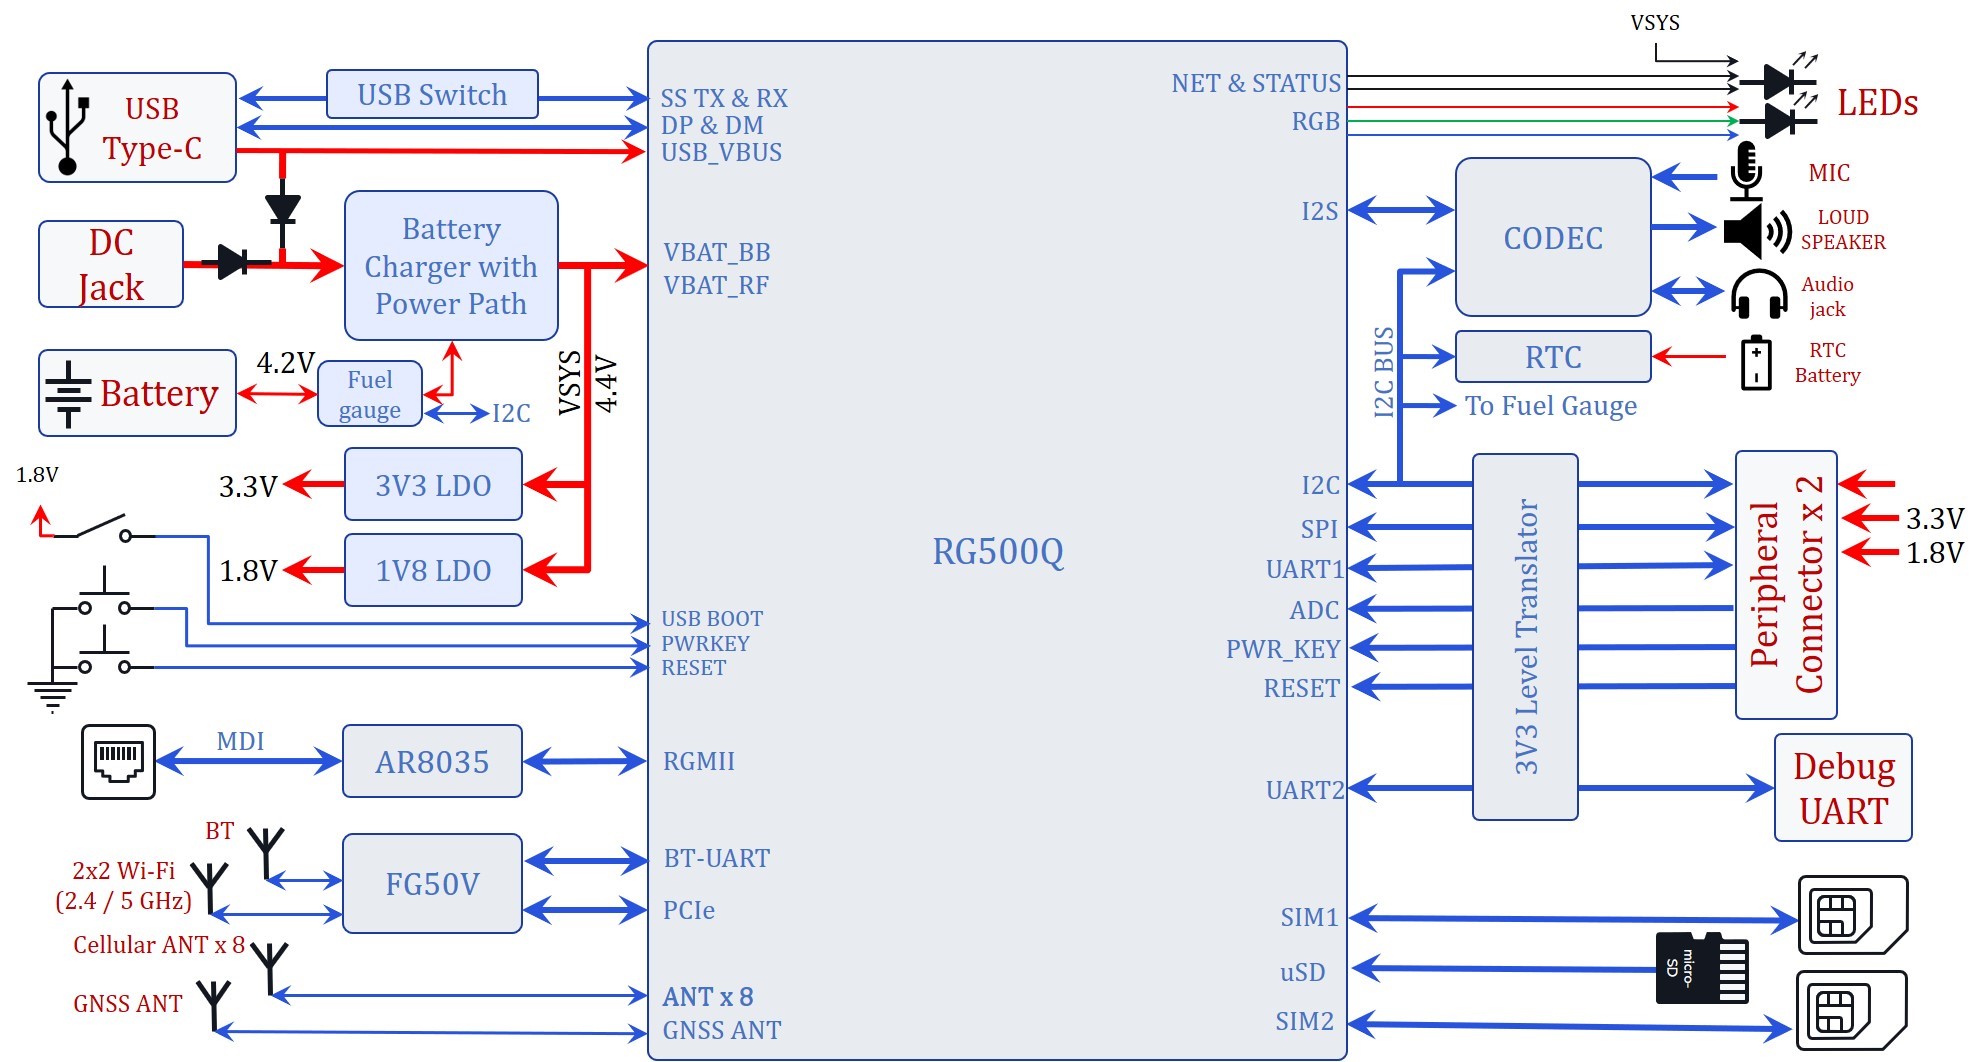 VSYS
USB
Type-C
USB Switch
SS TX & RX
DP & DM
USB_VBUS
NET & STATUS
RGB
LEDs
DC
Jack
Battery
Charger with
Power Path
VBAT_BB
VBAT_RF
I2S
CODEC
MIC
LOUD
SPEAKER
Audio
jack
Battery
4.2V
Fuel
gauge
I2C
VSYS
4.4V
I2C BUS
RTC
RTC
Battery
To Fuel Gauge
1.8V
3.3V
3V3 LDO
1.8V
1V8 LDO
RG500Q
I2C
SPI
UART1
ADC
PWR_KEY
RESET
UART2
3V3 Level Translator
Peripheral
Connector x 2
3.3V
1.8V
USB BOOT
PWRKEY
RESET
MDI
AR8035
RGMII
Debug
UART
BT
2x2 Wi-Fi
(2.4 / 5 GHz)
FG50V
BT-UART
PCIe
Cellular ANT x 8
GNSS ANT
ANT x 8
GNSS ANT
SIM1
uSD
SIM2
micro-
SD